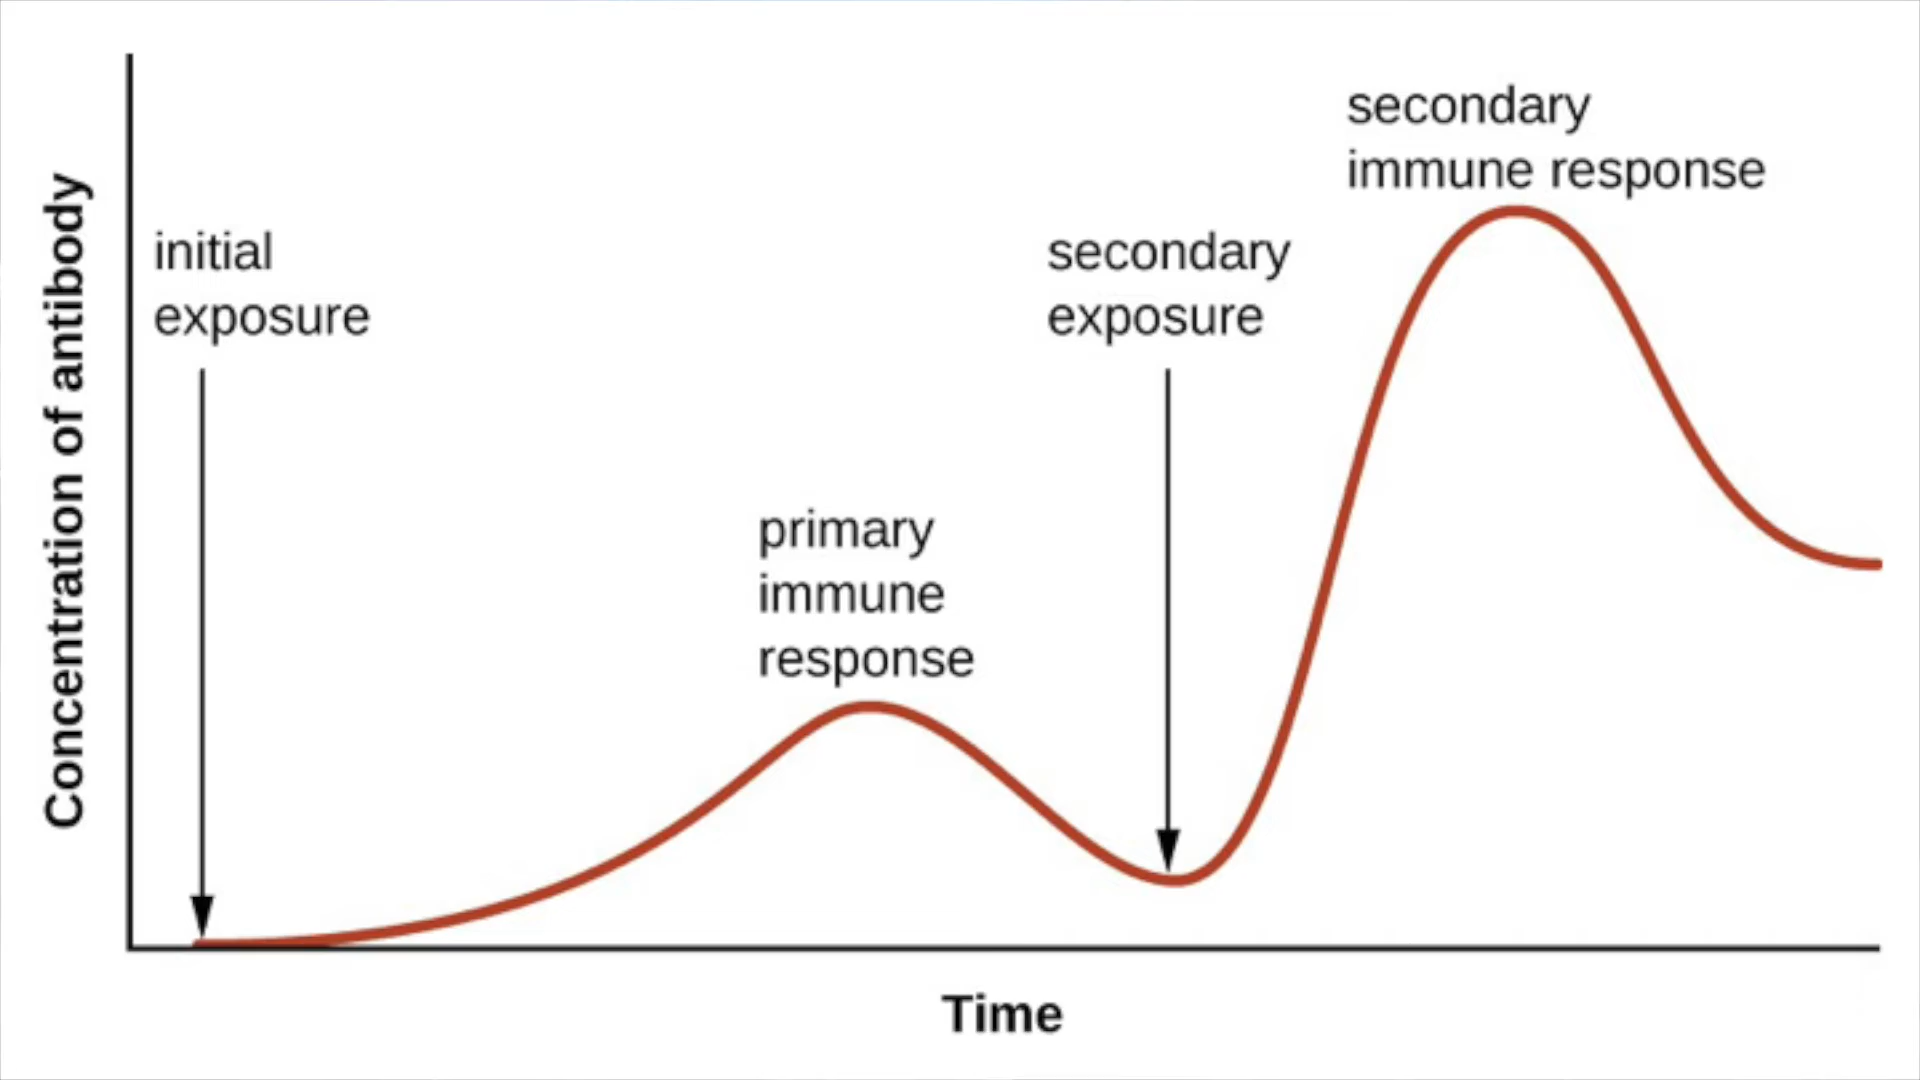 secondary
immune response
initial
exposure
secondary
exposure
primary
immune
response
Concentration of antibody
Time